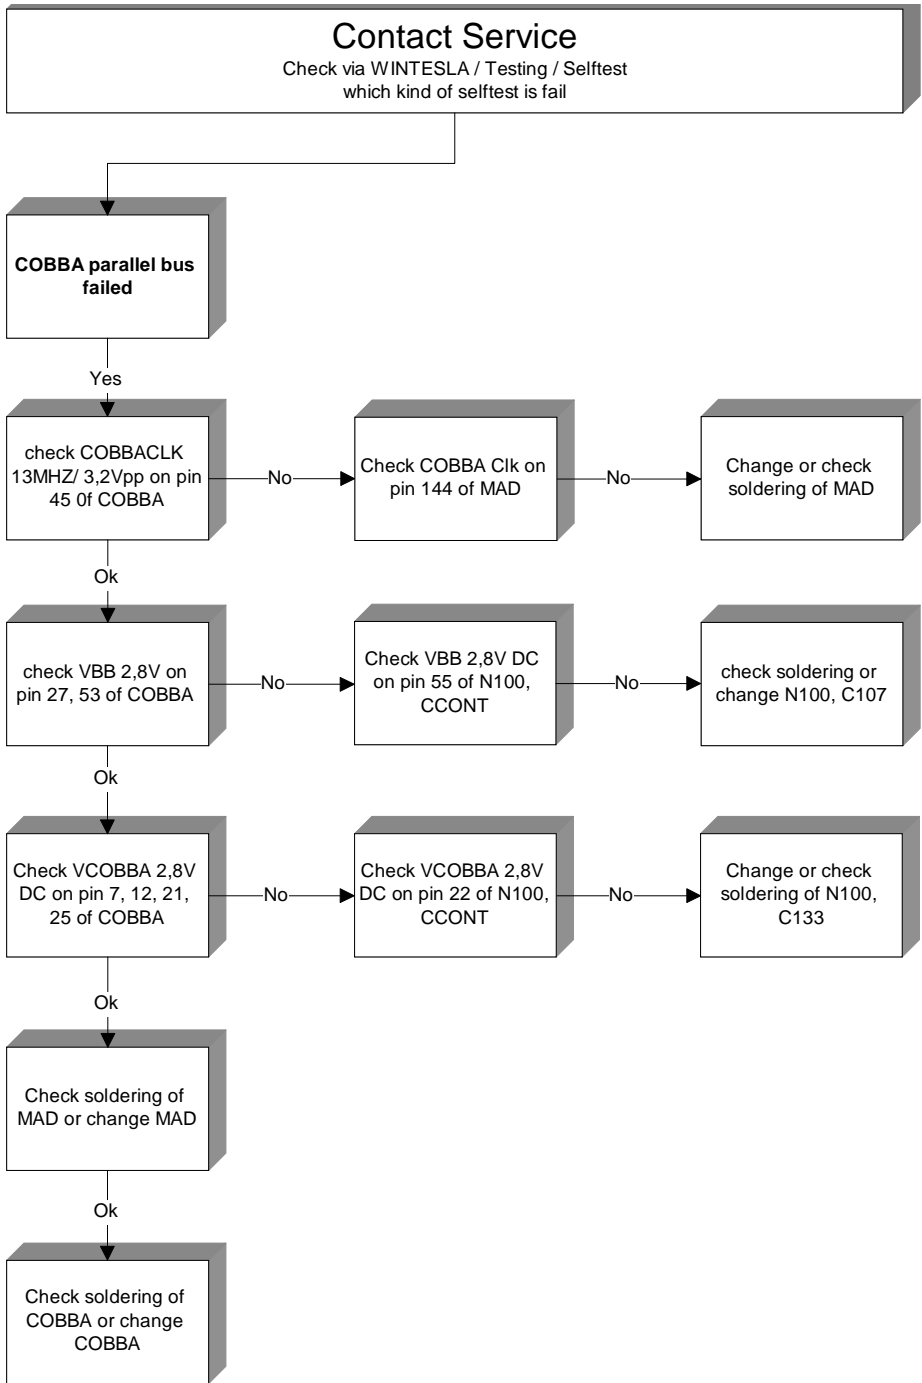 Contact Service
Check via WINTESLA / Testing / Selftest
which kind of selftest is fail
COBBA parallel bus
failed
Yes
check COBBACLK
13MHZ/ 3,2Vpp on pin
45 0f COBBA
No
Check COBBA Clk on
pin 144 of MAD
No
Change or check
soldering of MAD
Ok
check VBB 2,8V on
pin 27, 53 of COBBA
No
Check VBB 2,8V DC
on pin 55 of N100,
CCONT
No
check soldering or
change N100, C107
Ok
Check VCOBBA 2,8V
DC on pin 7, 12, 21,
25 of COBBA
No
Check VCOBBA 2,8V
DC on pin 22 of N100,
CCONT
No
Change or check
soldering of N100,
C133
Ok
Check soldering of
MAD or change MAD
Ok
Check soldering of
COBBA or change
COBBA